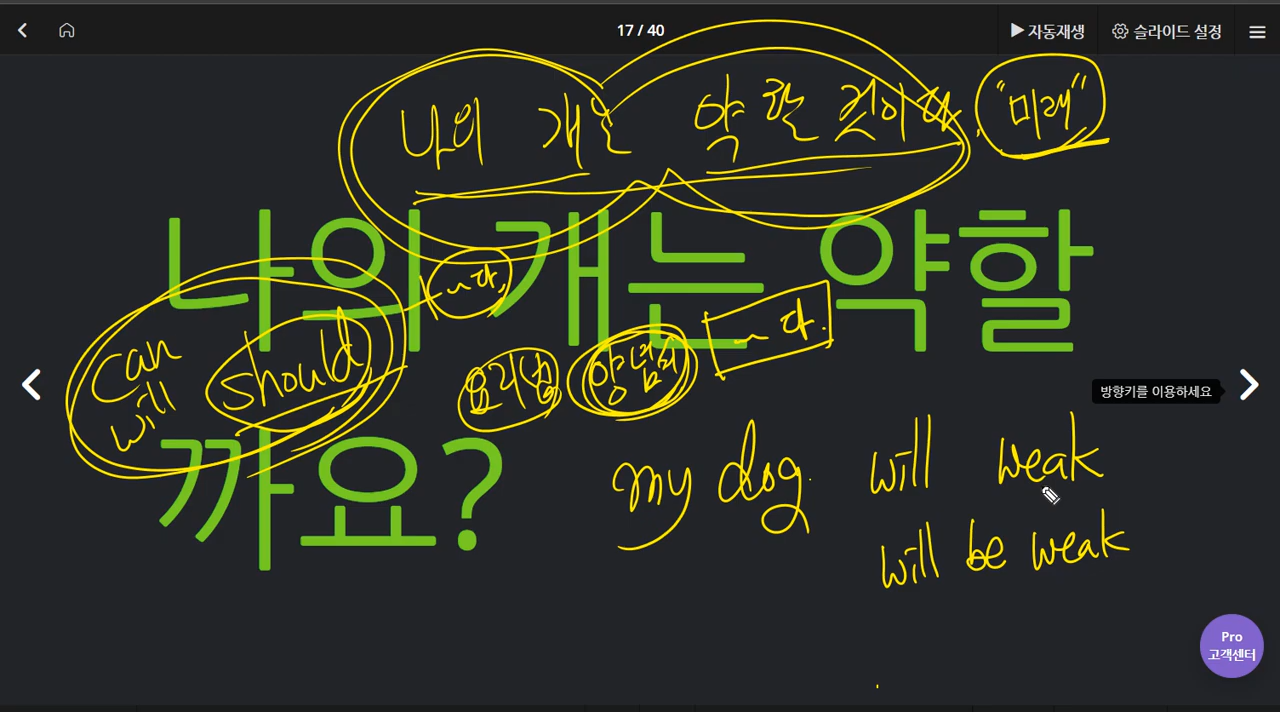 17 / 40
▶ 자동재생
슬라이드 설정
나의 개는 약할 것이다. "미래"
나의 개는 약할
까요?
~다.
can
will
should
요리법
양념의
~다.
방향키를 이용하세요
my dog will weak
will be weak
Pro
고객센터